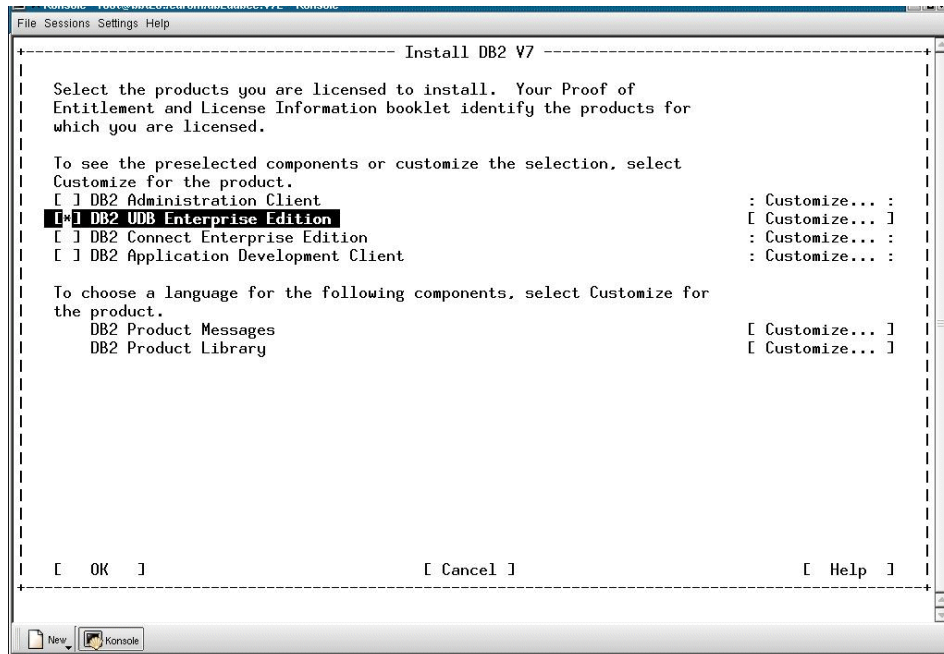 File Sessions Settings Help
Install DB2 V7
Select the products you are licensed to install. Your Proof of
Entitlement and License Information booklet identify the products for
which you are licensed.
To see the preselected components or customize the selection, select
Customize for the product.
[ ] DB2 Administration Client : Customize... :
[*] DB2 UDB Enterprise Edition [ Customize... ]
[ ] DB2 Connect Enterprise Edition : Customize... :
[ ] DB2 Application Development Client : Customize... :
To choose a language for the following components, select Customize for
the product.
DB2 Product Messages [ Customize... ]
DB2 Product Library [ Customize... ]
[ OK ] [ Cancel ] [ Help ]
New Konsole